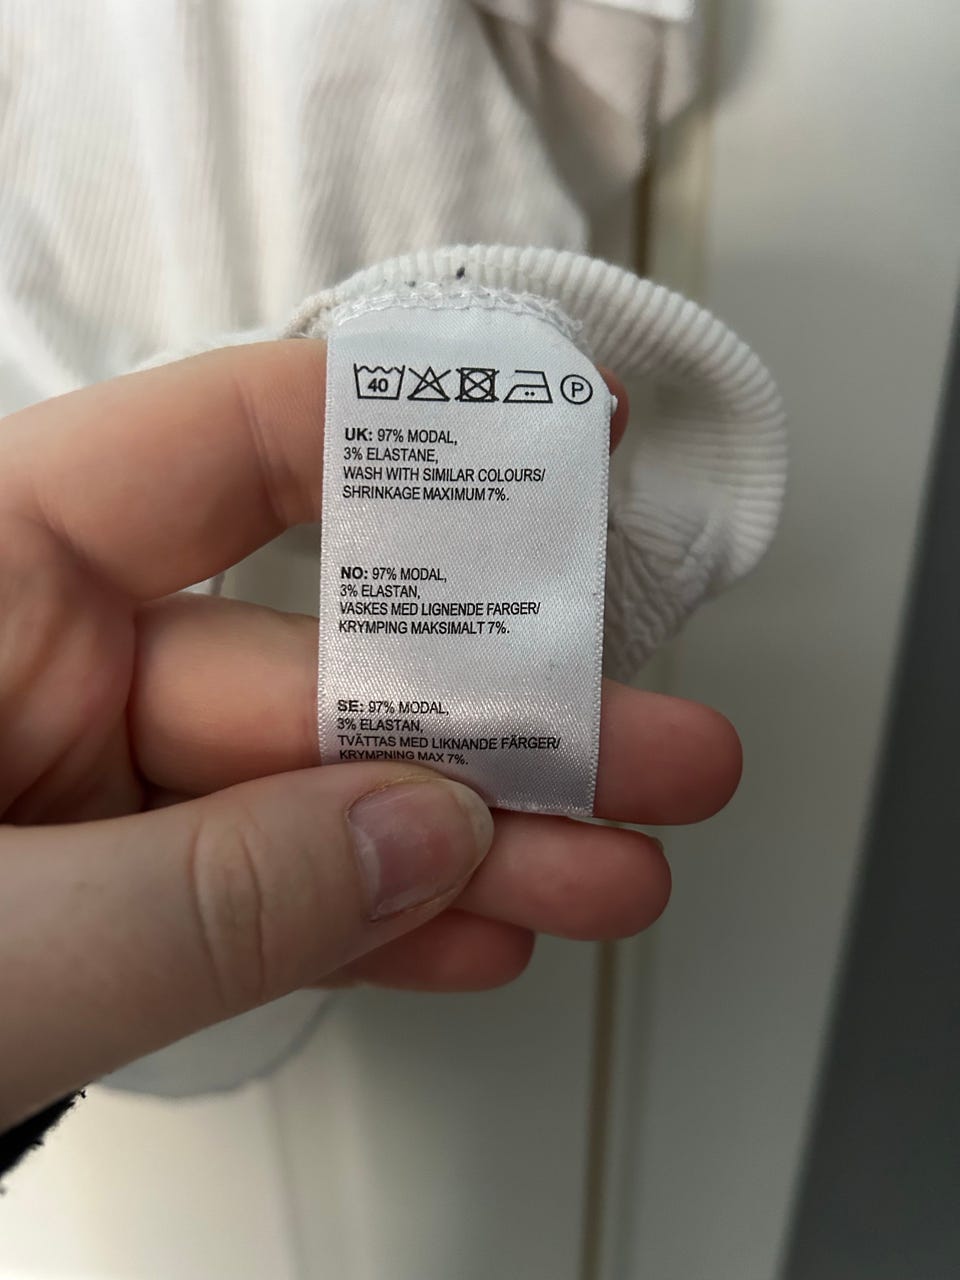 40 P
UK: 97% MODAL,
3% ELASTANE,
WASH WITH SIMILAR COLOURS/
SHRINKAGE MAXIMUM 7%.
NO: 97% MODAL,
3% ELASTAN,
VASKES MED LIGNENDE FARGER/
KRYMPING MAKSIMALT 7%.
SE: 97% MODAL,
3% ELASTAN,
TVÄTTAS MED LIKNANDE FÄRGER/
KRYMPNING MAX 7%.